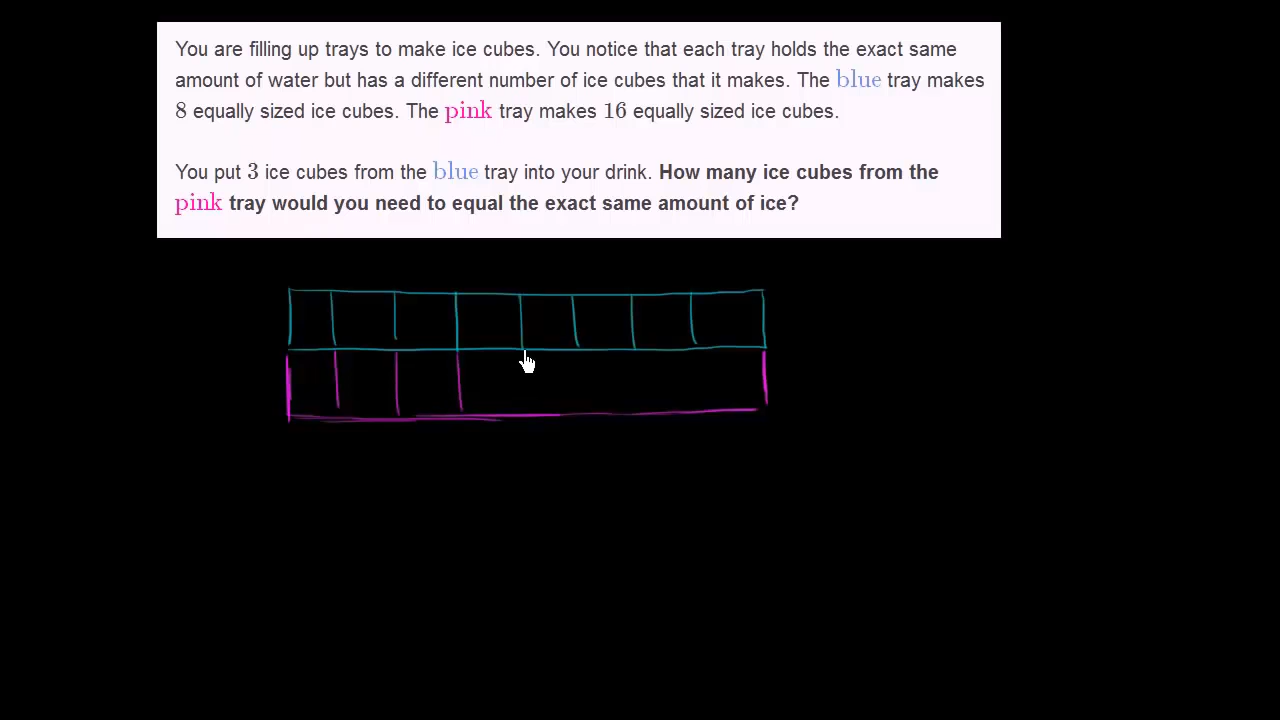 You are filling up trays to make ice cubes. You notice that each tray holds the exact same
amount of water but has a different number of ice cubes that it makes. The blue tray makes
8 equally sized ice cubes. The pink tray makes 16 equally sized ice cubes.
You put 3 ice cubes from the blue tray into your drink. How many ice cubes from the
pink tray would you need to equal the exact same amount of ice?